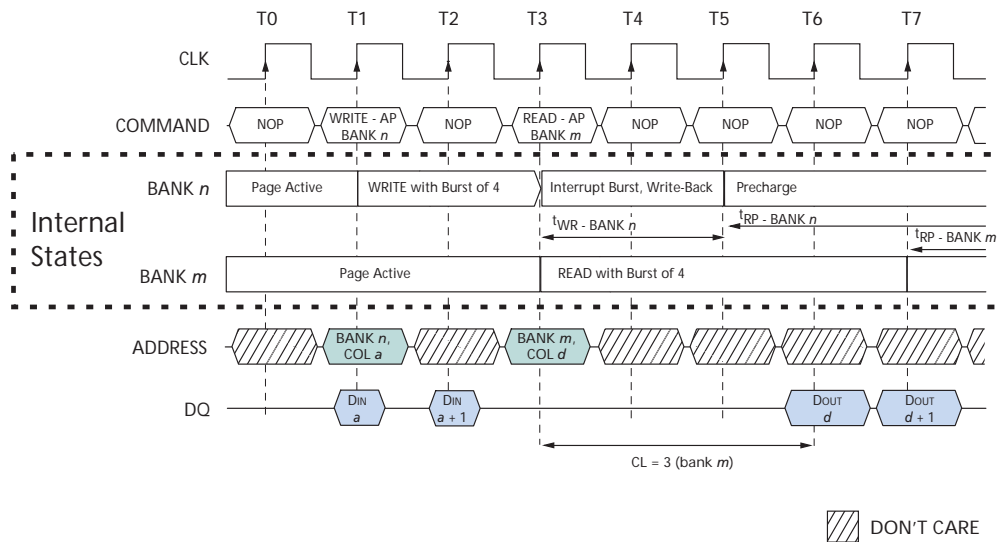 T0 T1 T2 T3 T4 T5 T6 T7
CLK
COMMAND NOP WRITE - AP BANK n NOP READ - AP BANK m NOP NOP NOP NOP
Internal States
BANK n Page Active WRITE with Burst of 4 Interrupt Burst, Write-Back Precharge
tWR - BANK n tRP - BANK n
tRP - BANK m
BANK m Page Active READ with Burst of 4
ADDRESS BANK n, COL a BANK m, COL d
DQ DIN a DIN a + 1 DOUT d DOUT d + 1
CL = 3 (bank m)
DON'T CARE